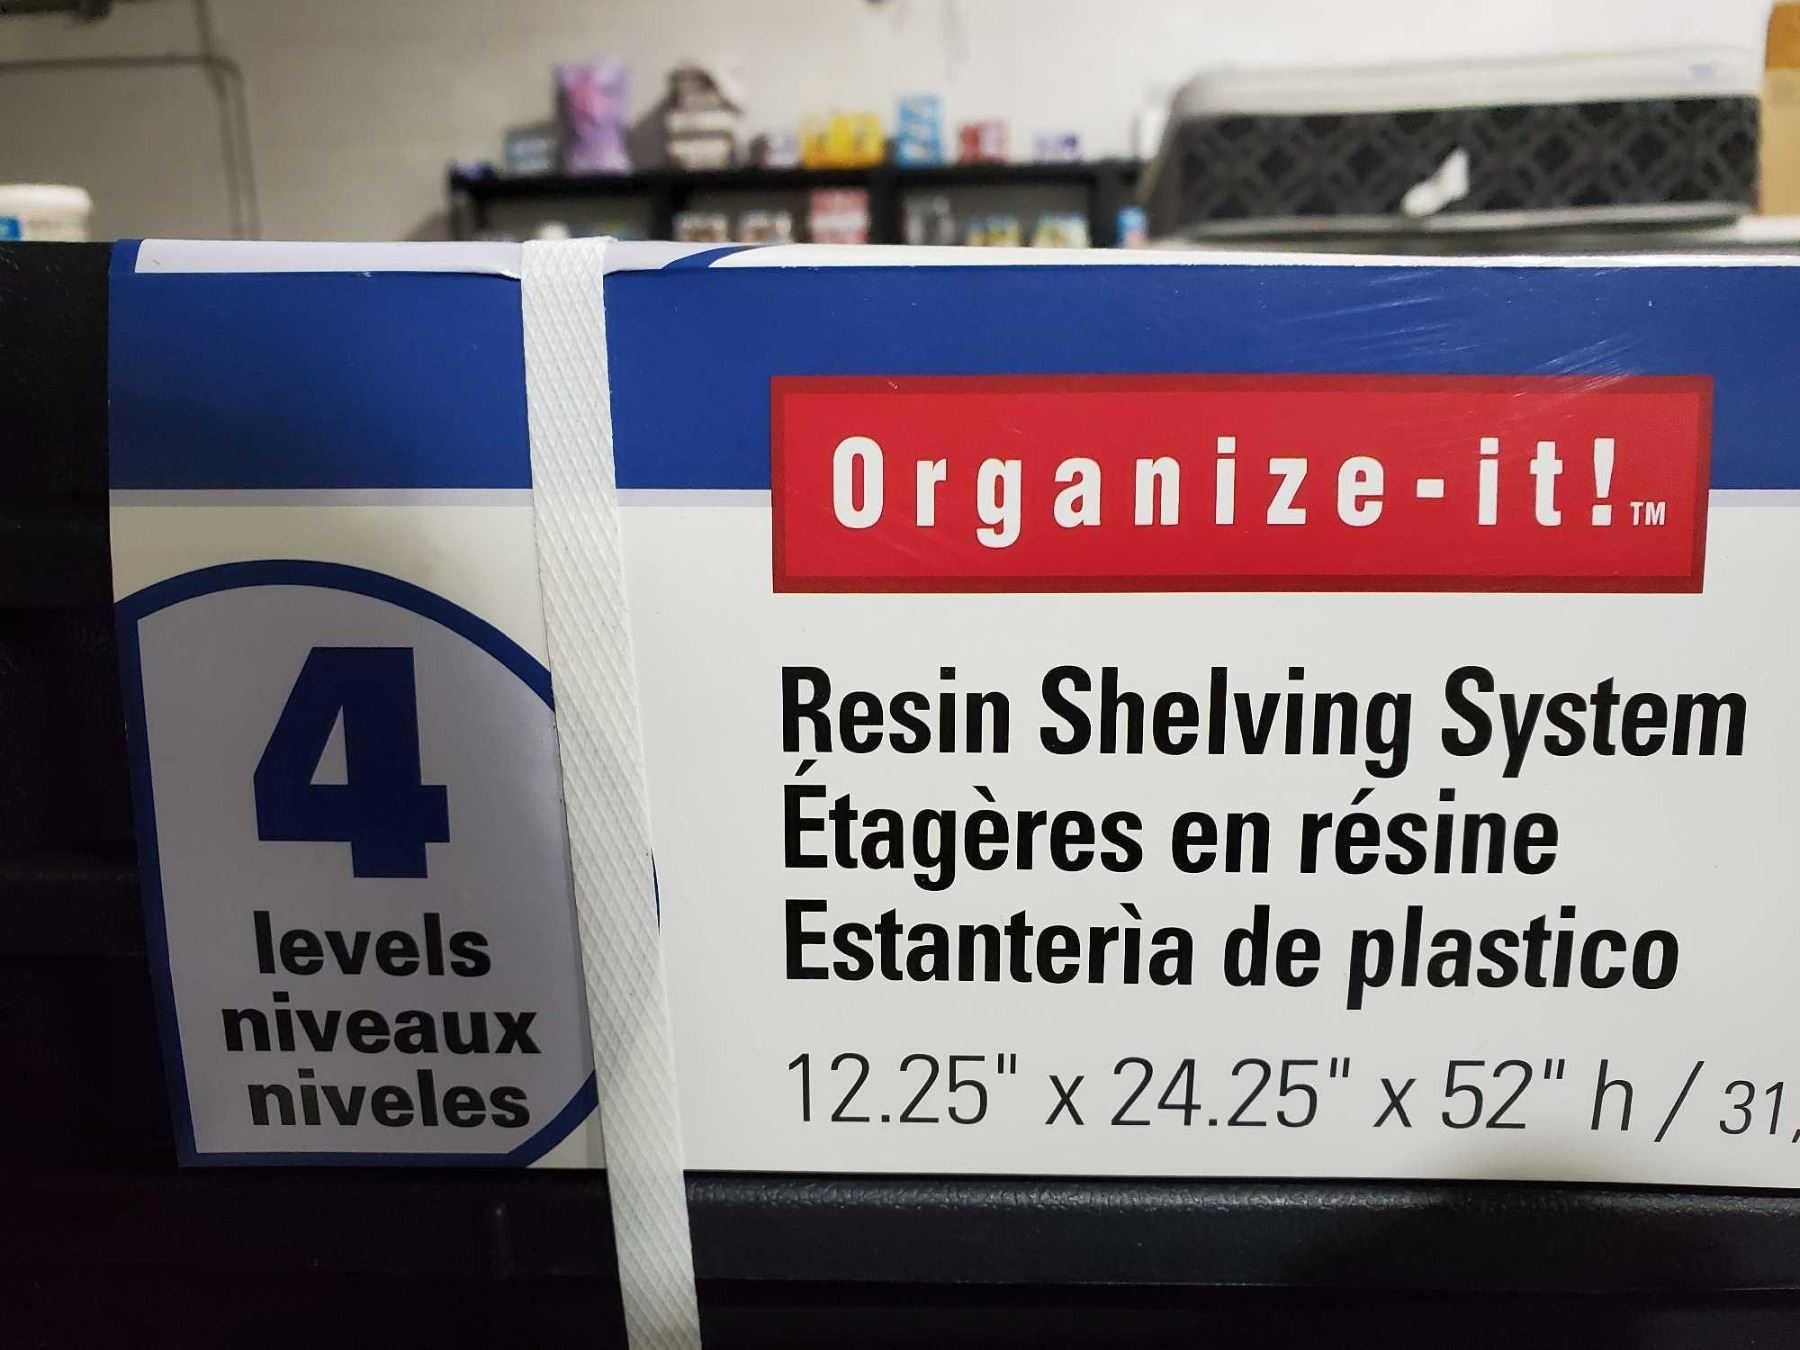 Organize-it!™
4
levels
niveaux
niveles
Resin Shelving System
Étagères en résine
Estanterìa de plastico
12.25" x 24.25" x 52" h / 31,